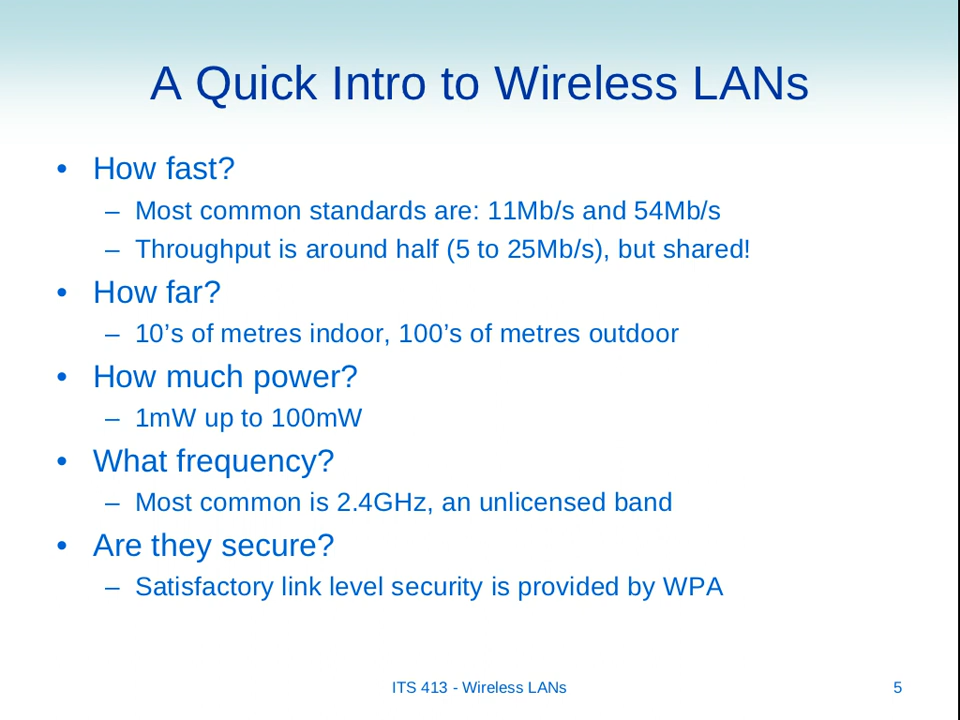 A Quick Intro to Wireless LANs
• How fast?
– Most common standards are: 11Mb/s and 54Mb/s
– Throughput is around half (5 to 25Mb/s), but shared!
• How far?
– 10’s of metres indoor, 100’s of metres outdoor
• How much power?
– 1mW up to 100mW
• What frequency?
– Most common is 2.4GHz, an unlicensed band
• Are they secure?
– Satisfactory link level security is provided by WPA
ITS 413 - Wireless LANs 5